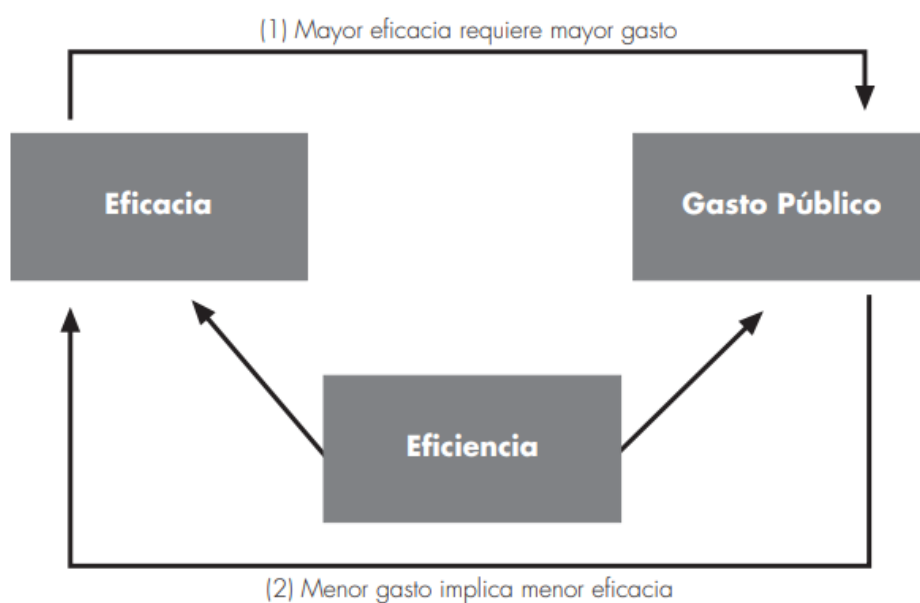 (1) Mayor eficacia requiere mayor gasto
Eficacia
Gasto Público
Eficiencia
(2) Menor gasto implica menor eficacia